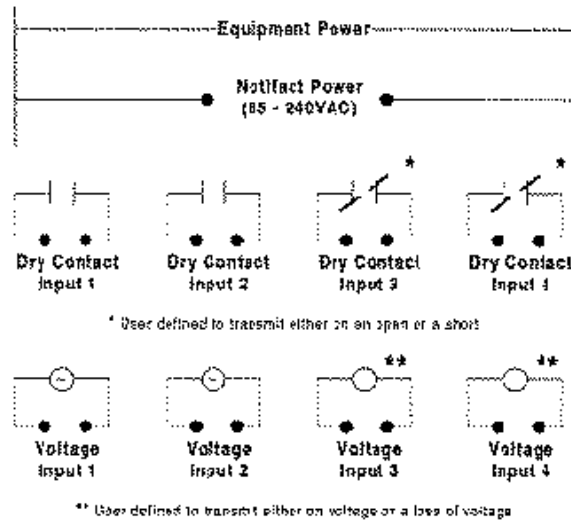 Equipment Power
Notifact Power
(85 - 240VAC)
* *
Dry Contact Dry Contact Dry Contact Dry Contact
Input 1 Input 2 Input 3 Input 4
* User defined to transmit either on an open or a short
~ ~ ** **
Voltage Voltage Voltage Voltage
Input 1 Input 2 Input 3 Input 4
** User defined to transmit either on voltage or a loss of voltage